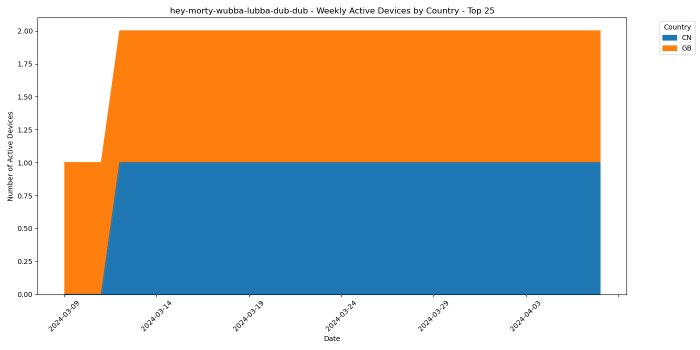 hey-morty-wubba-lubba-dub-dub - Weekly Active Devices by Country - Top 25
Country
CN
GB
Number of Active Devices
2.00
1.75
1.50
1.25
1.00
0.75
0.50
0.25
0.00
2024-03-09
2024-03-14
2024-03-19
2024-03-24
2024-03-29
2024-04-03
Date